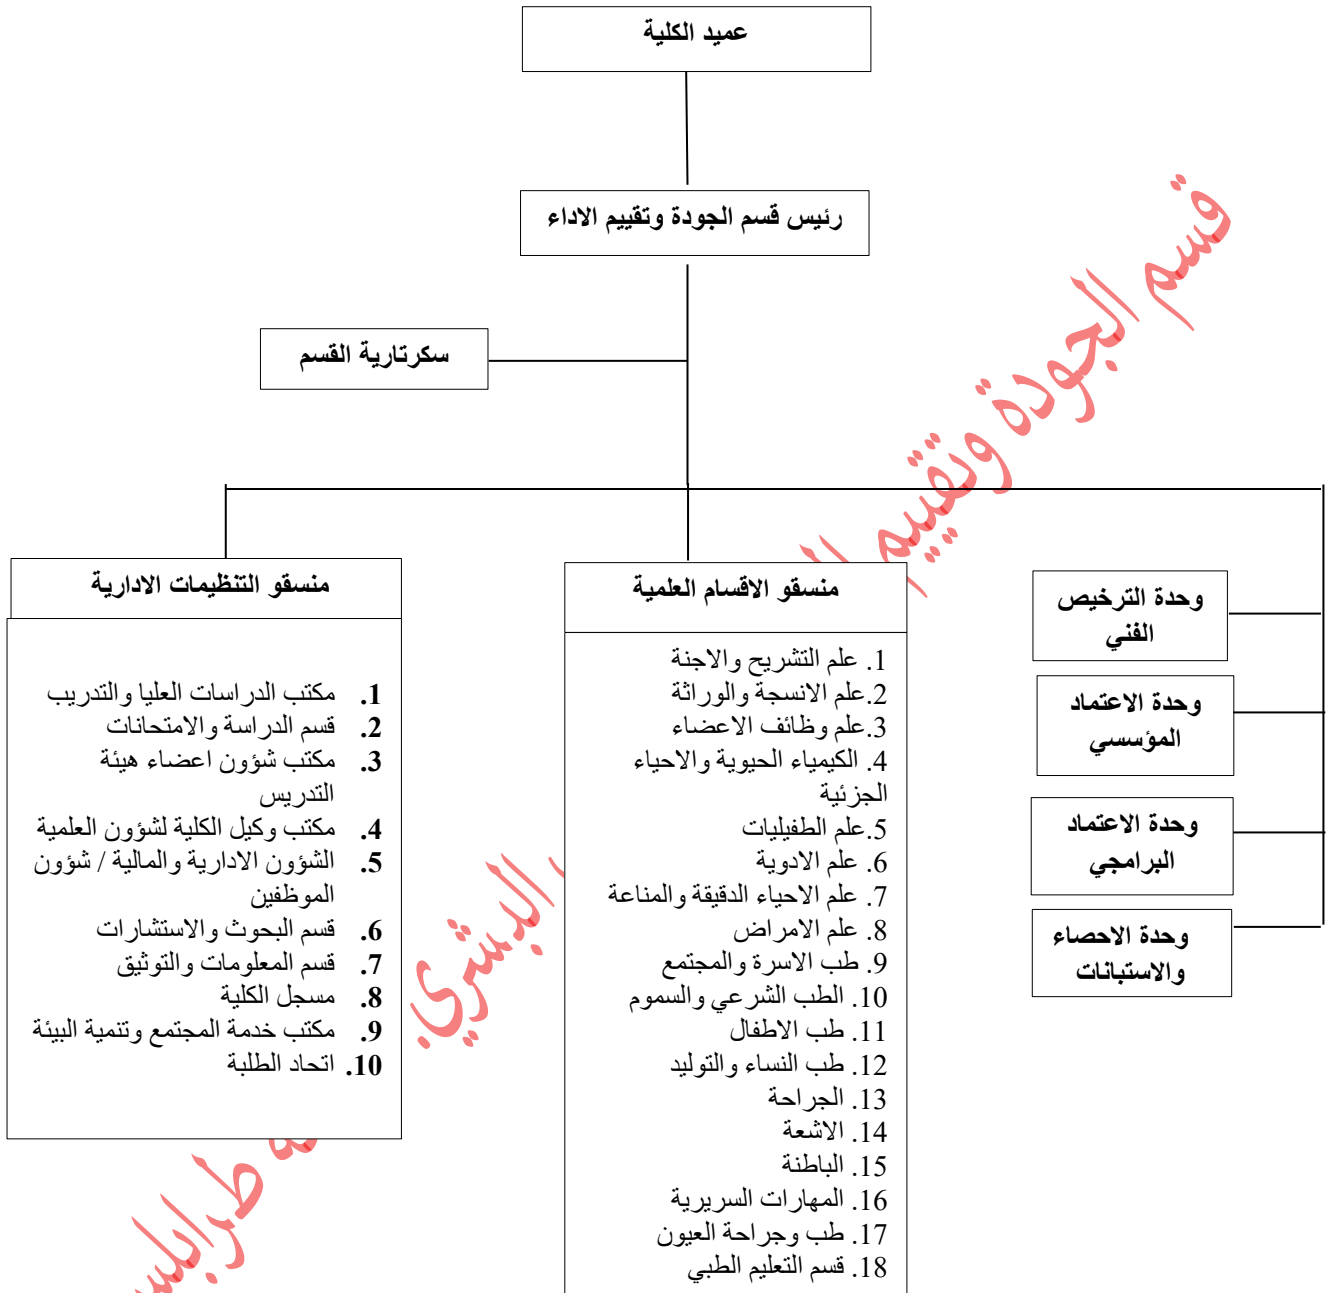 عميد الكلية
رئيس قسم الجودة وتقييم الاداء
سكرتارية القسم
وحدة الترخيص
الفني
وحدة الاعتماد
المؤسسي
وحدة الاعتماد
البرامجي
وحدة الاحصاء
والاستبانات
منسقو الاقسام العلمية
1. علم التشريح والاجنة
2.علم الانسجة والوراثة
3.علم وظائف الاعضاء
4. الكيمياء الحيوية والاحياء
الجزئية
5.علم الطفيليات
6. علم الادوية
7. علم الاحياء الدقيقة والمناعة
8. علم الامراض
9. طب الاسرة والمجتمع
10. الطب الشرعي والسموم
11. طب الاطفال
12. طب النساء والتوليد
13. الجراحة
14. الاشعة
15. الباطنة
16. المهارات السريرية
17. طب وجراحة العيون
18. قسم التعليم الطبي
منسقو التنظيمات الادارية
1. مكتب الدراسات العليا والتدريب
2. قسم الدراسة والامتحانات
3. مكتب شؤون اعضاء هيئة
التدريس
4. مكتب وكيل الكلية لشؤون العلمية
5. الشؤون الادارية والمالية / شؤون
الموظفين
6. قسم البحوث والاستشارات
7. قسم المعلومات والتوثيق
8. مسجل الكلية
9. مكتب خدمة المجتمع وتنمية البيئة
10. اتحاد الطلبة
قسم الجودة وتقييم
البشري
طرابلس